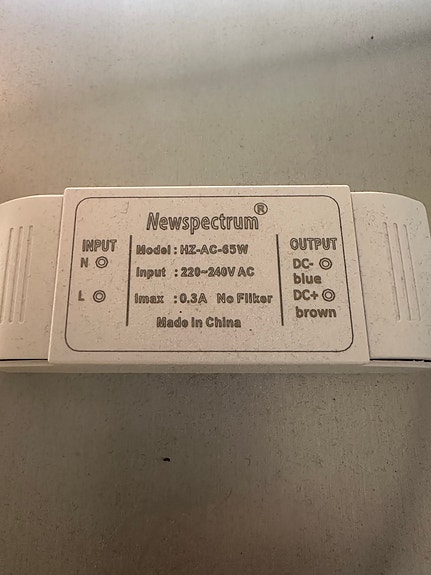 Newspectrum®
INPUT
N
L
Model : HZ-AC-65W
Input : 220~240V AC
Imax : 0.3A No Fliker
Made in China
OUTPUT
DC-
blue
DC+
brown